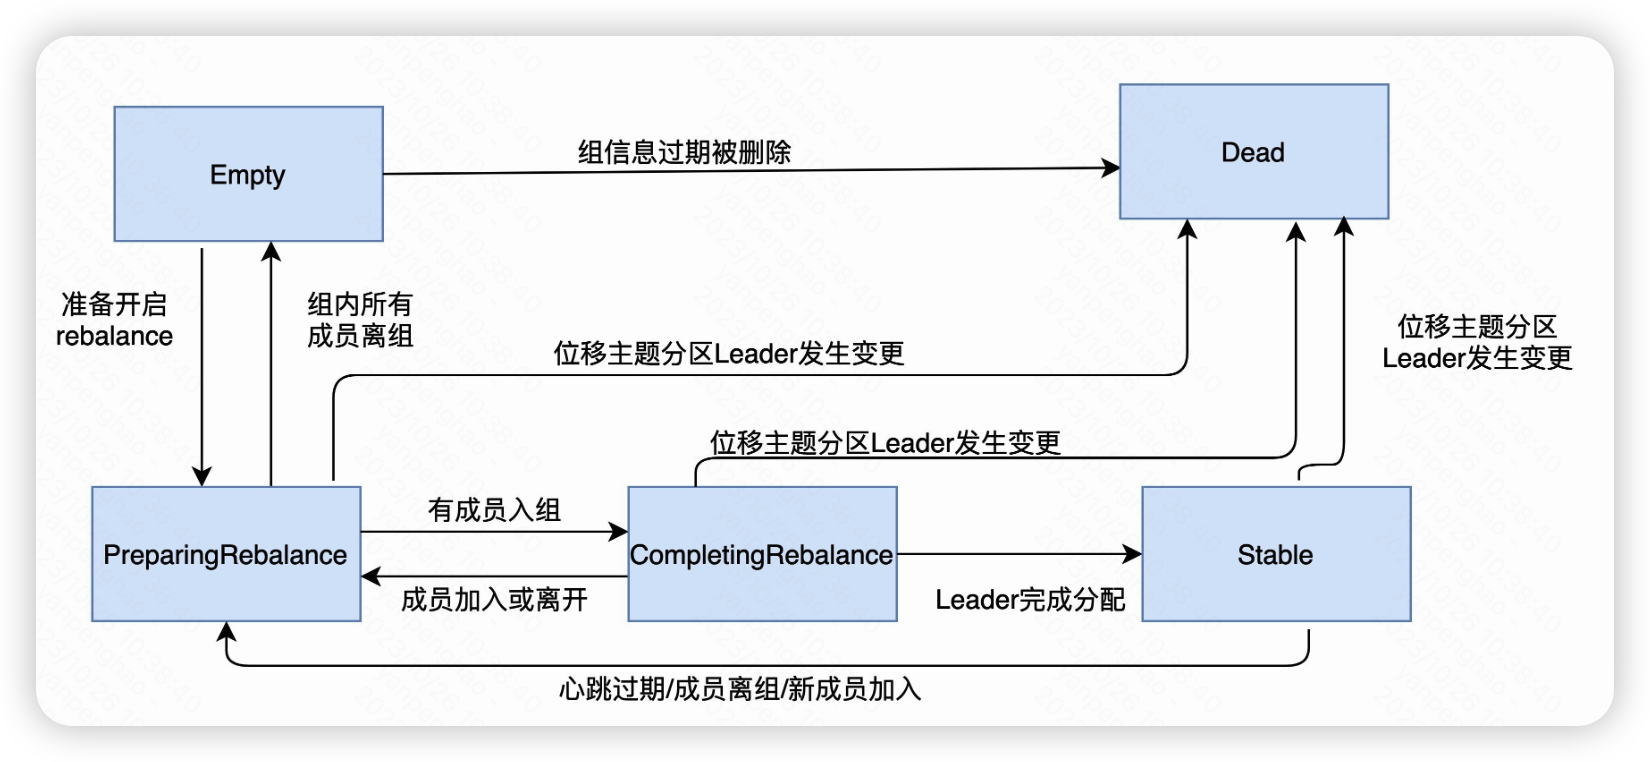 Empty
组信息过期被删除
Dead
准备开启
rebalance
组内所有
成员离组
位移主题分区Leader发生变更
位移主题分区
Leader发生变更
位移主题分区Leader发生变更
PreparingRebalance
有成员入组
成员加入或离开
CompletingRebalance
Leader完成分配
Stable
心跳过期/成员离组/新成员加入